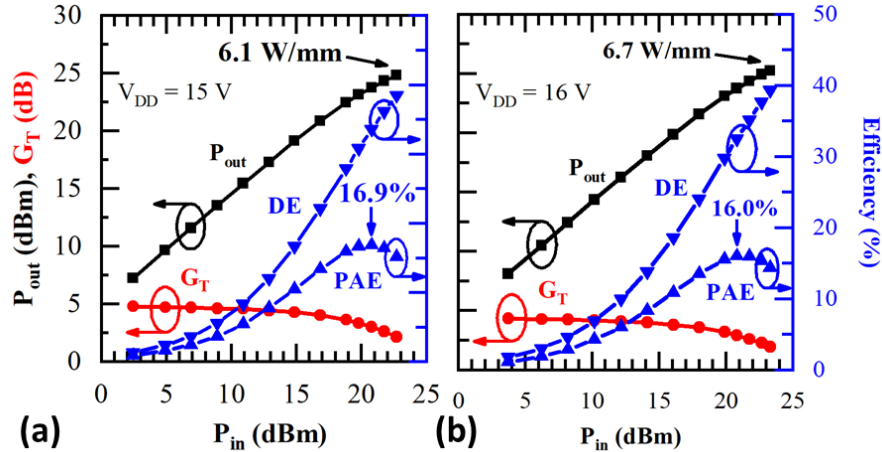 30
25
20
15
10
5
0
P_out (dBm), G_T (dB)
6.1 W/mm
V_DD = 15 V
P_out
DE
16.9%
PAE
G_T
0 5 10 15 20 25
P_in (dBm)
(a)
6.7 W/mm
V_DD = 16 V
P_out
DE
16.0%
PAE
G_T
0 5 10 15 20 25
P_in (dBm)
(b)
50
40
30
20
10
0
Efficiency (%)